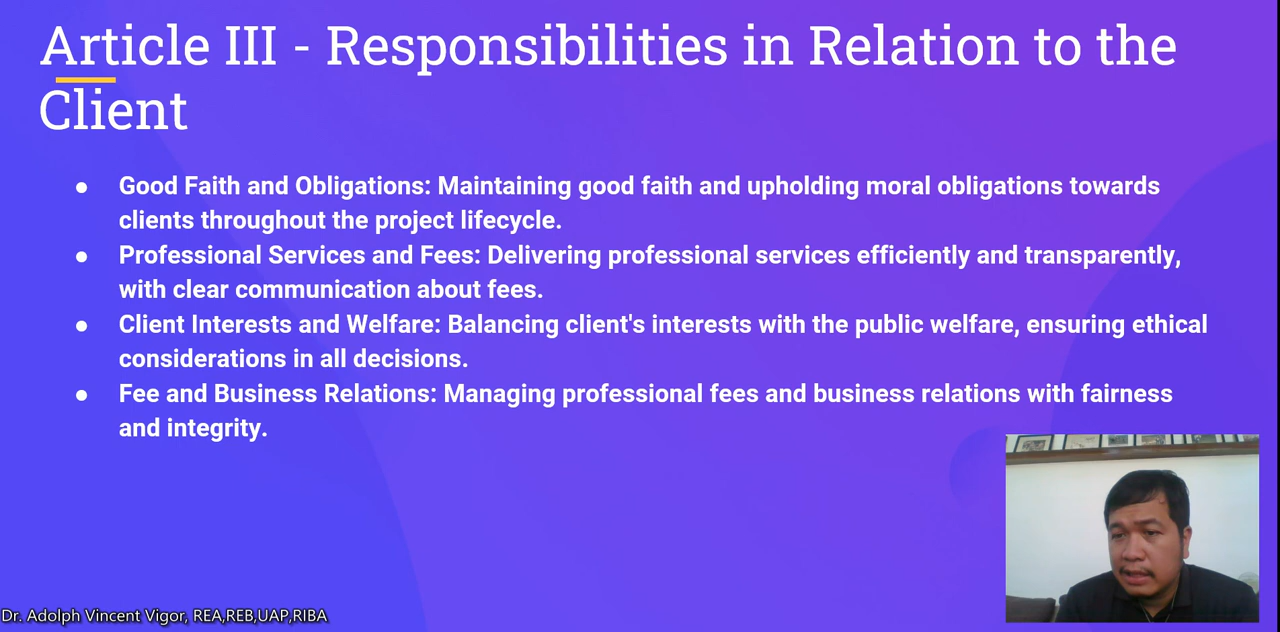 Article III - Responsibilities in Relation to the
Client
● Good Faith and Obligations: Maintaining good faith and upholding moral obligations towards
clients throughout the project lifecycle.
● Professional Services and Fees: Delivering professional services efficiently and transparently,
with clear communication about fees.
● Client Interests and Welfare: Balancing client's interests with the public welfare, ensuring ethical
considerations in all decisions.
● Fee and Business Relations: Managing professional fees and business relations with fairness
and integrity.
Dr. Adolph Vincent Vigor, REA,REB,UAP,RIBA